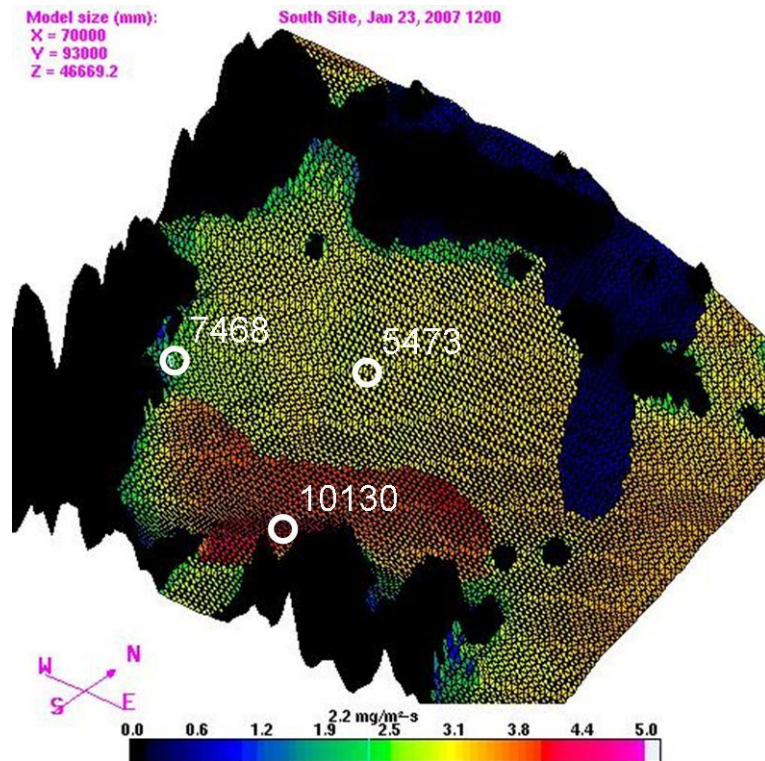 Model size (mm):
X = 70000
Y = 93000
Z = 46669.2
South Site, Jan 23, 2007 1200
7468
5473
10130
W
N
S
E
2.2 mg/m²-s
0.0 0.6 1.2 1.9 2.5 3.1 3.8 4.4 5.0